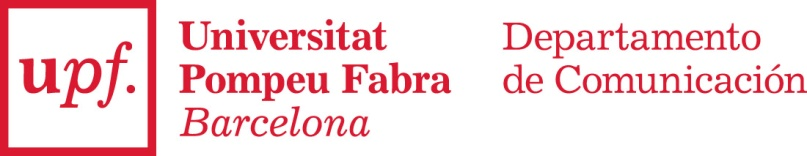 upf.
Universitat
Pompeu Fabra
Barcelona
Departamento
de Comunicación